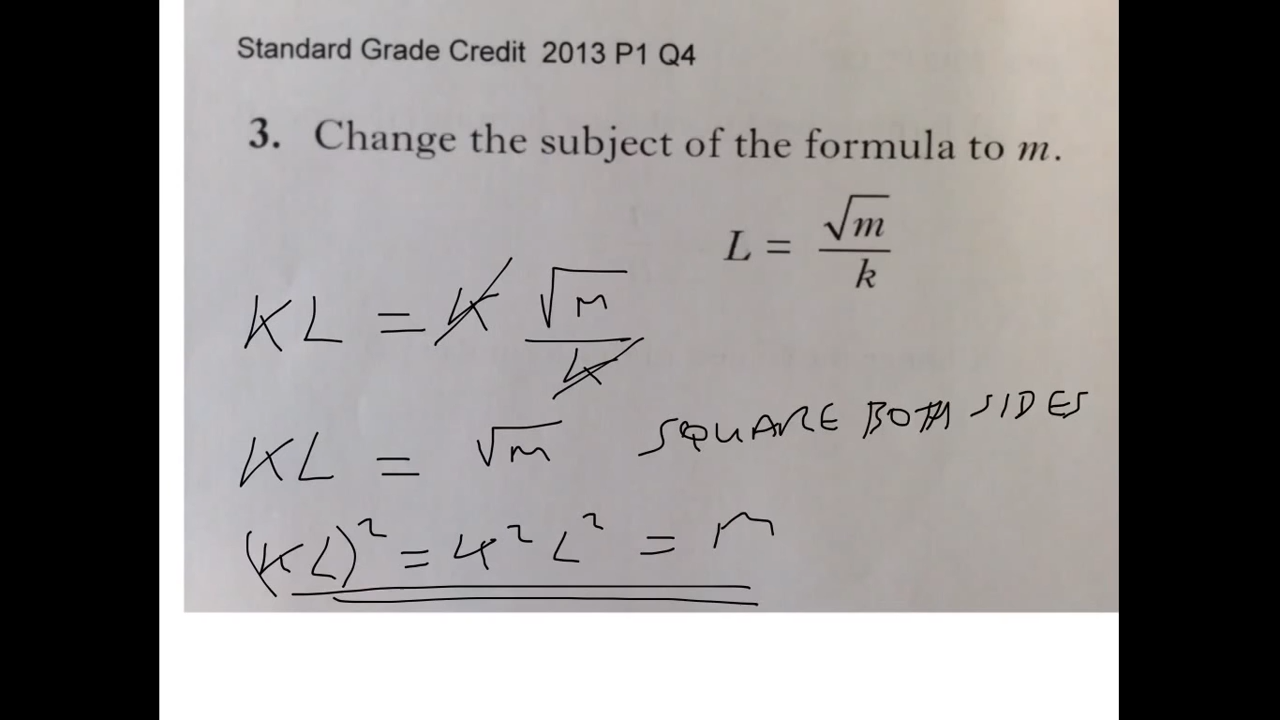 Standard Grade Credit 2013 P1 Q4
3. Change the subject of the formula to m.
L = √m / k
KL = K √m / K
KL = √m SQUARE BOTH SIDES
(KL)² = K²L² = m